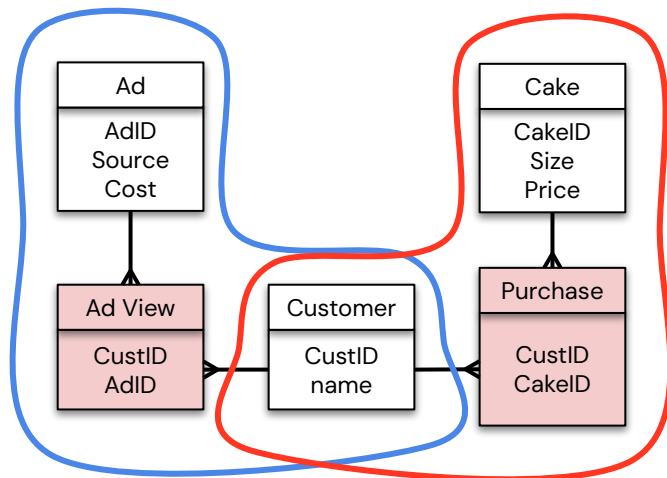 Ad
AdID
Source
Cost
Cake
CakeID
Size
Price
Ad View
CustID
AdID
Customer
CustID
name
Purchase
CustID
CakeID